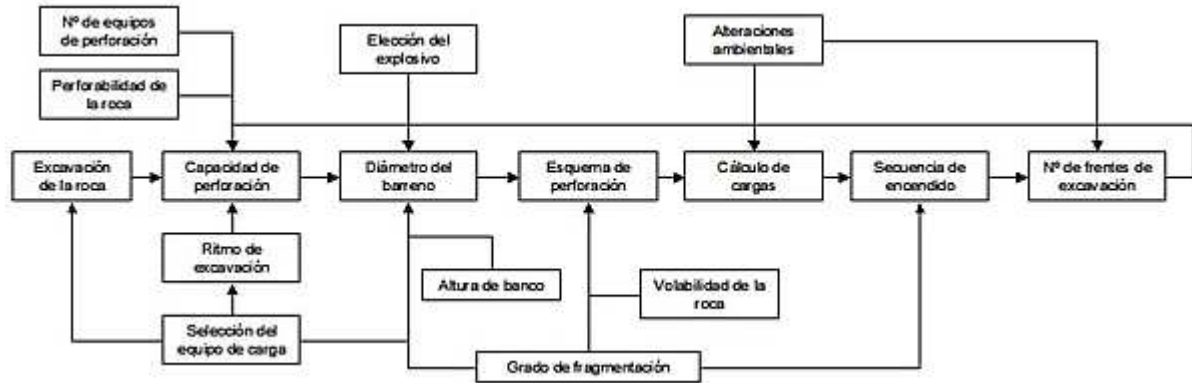 Nº de equipos
de perforación
Elección del
explosivo
Alteraciones
ambientales
Perforabilidad de
la roca
Excavación
de la roca
Capacidad de
perforación
Diámetro del
barreno
Esquema de
perforación
Cálculo de
cargas
Secuencia de
encendido
Nº de frentes de
excavación
Ritmo de
excavación
Altura de banco
Volabilidad de la
roca
Selección del
equipo de carga
Grado de fragmentación